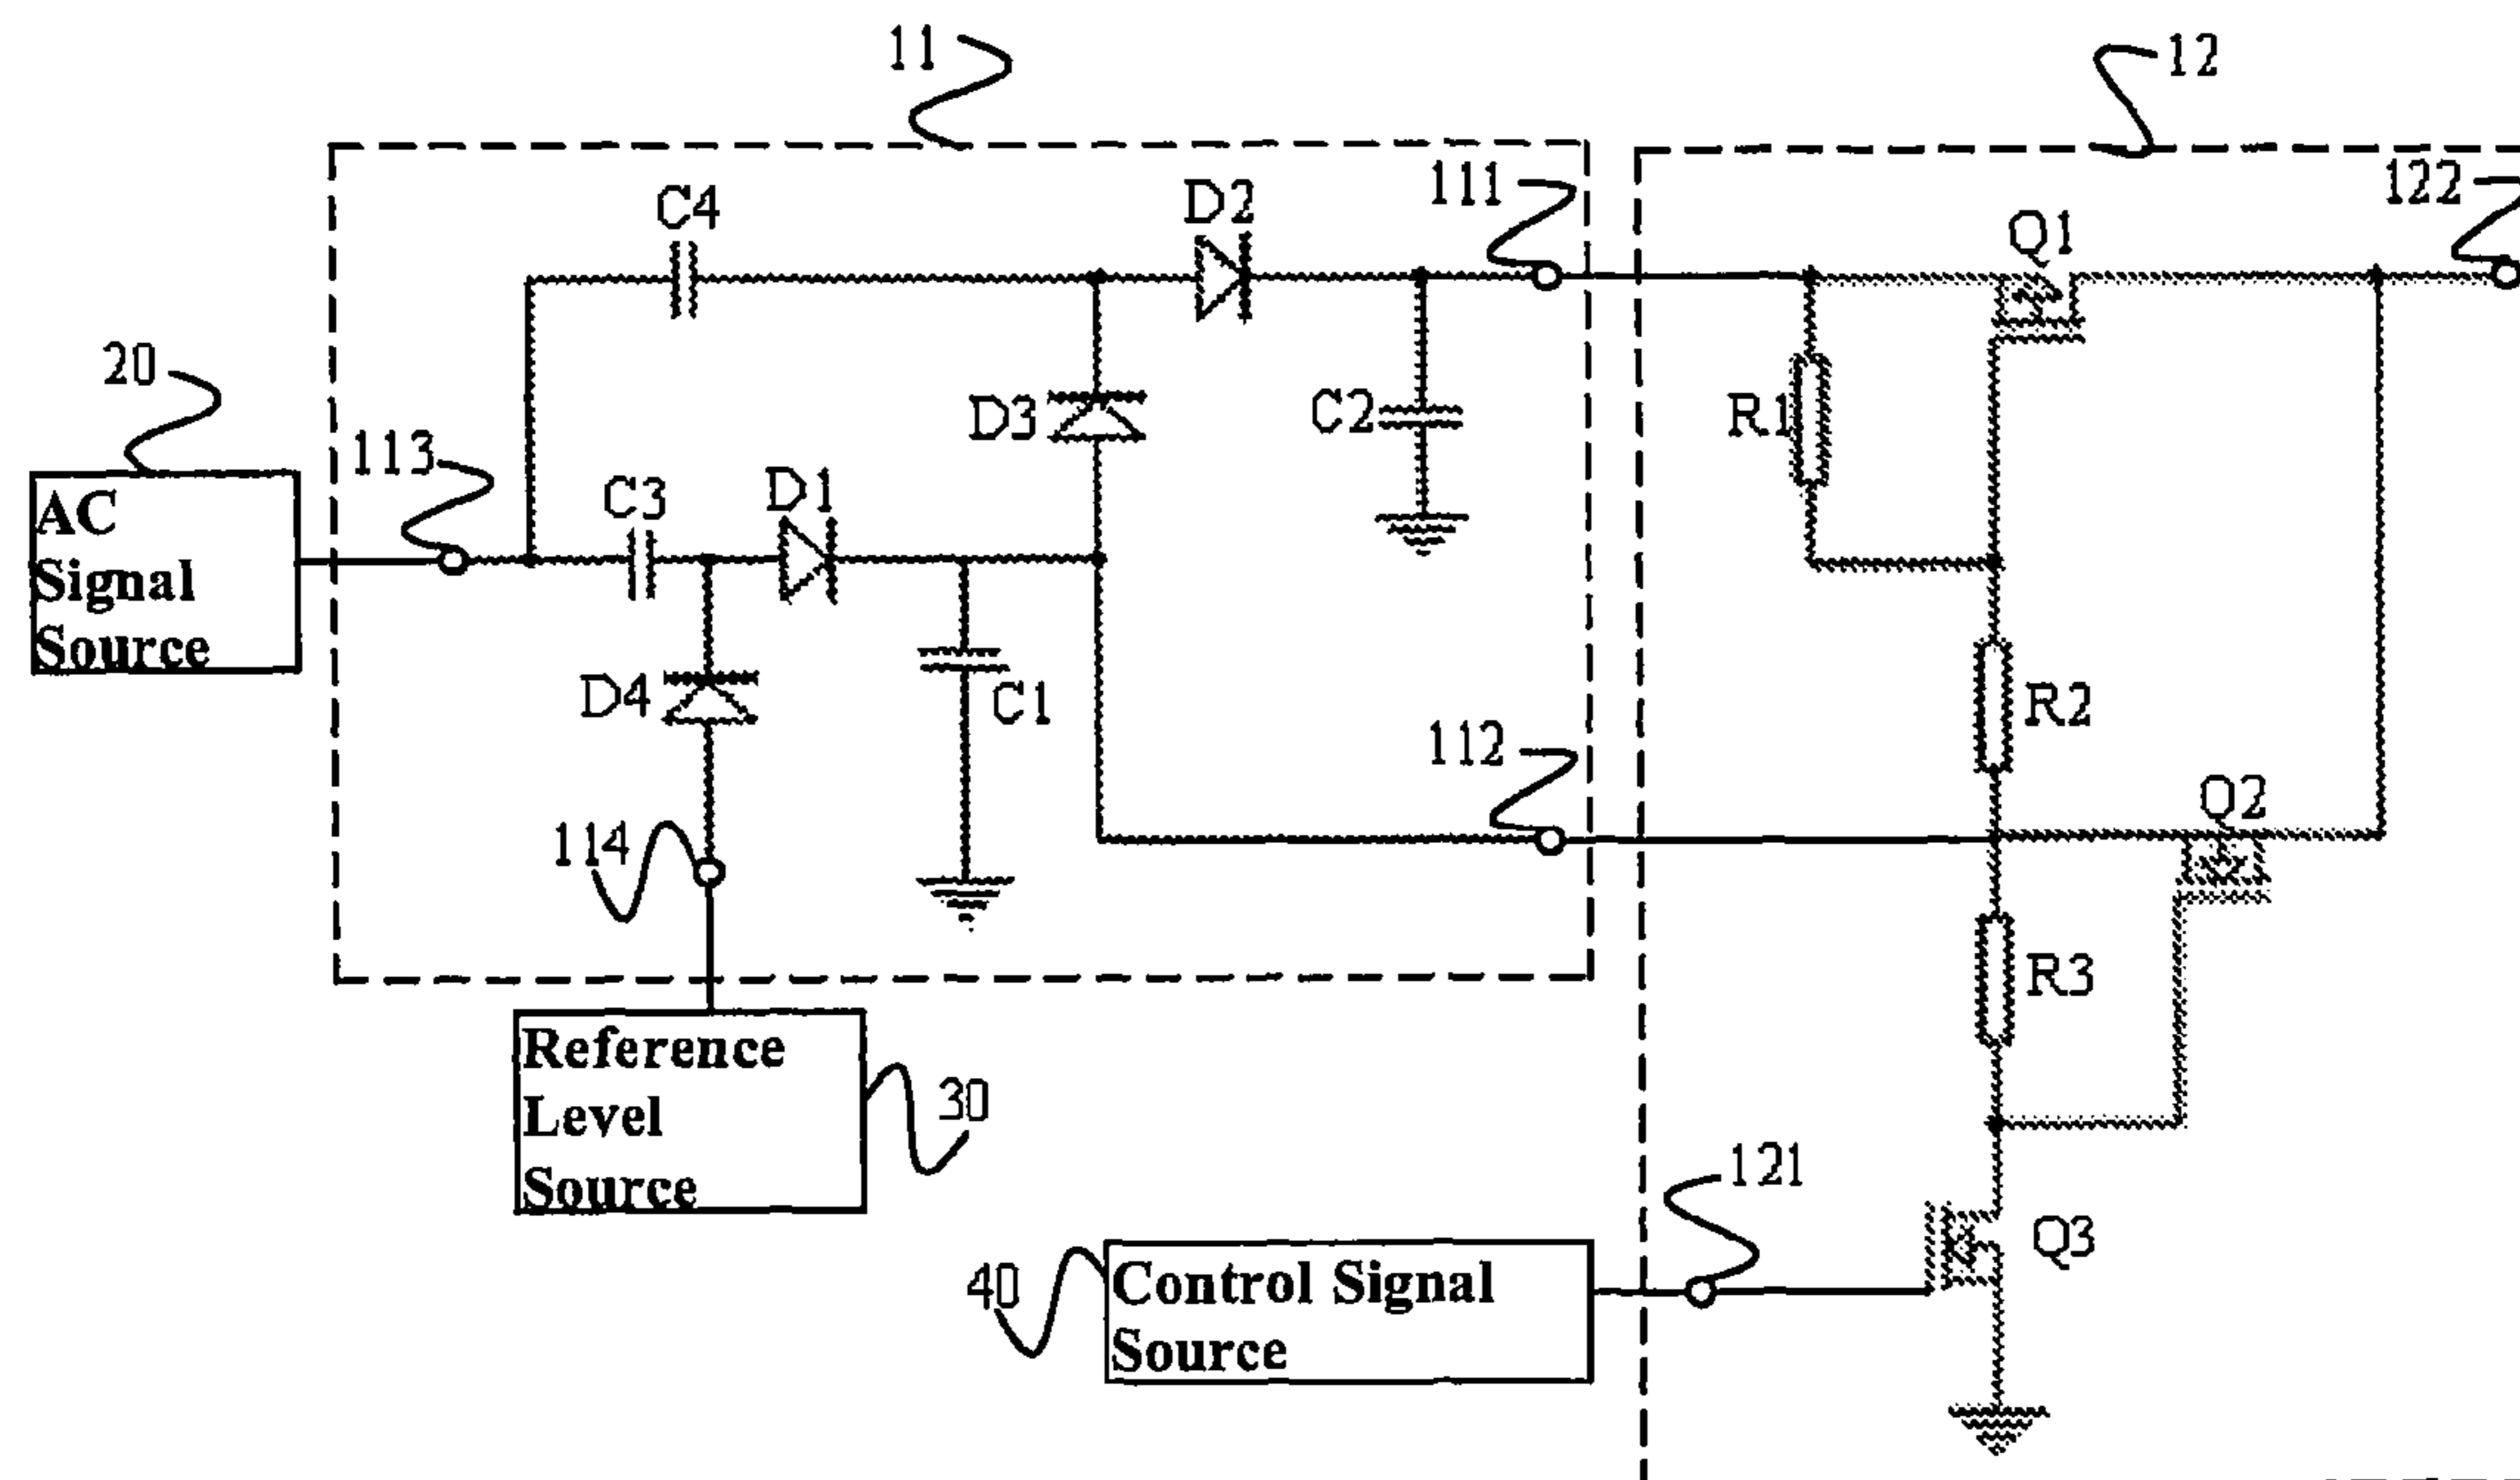 11
12
111
122
C4
D2
Q1
20
113
D3
C2
R1
AC
Signal
Source
C3
D1
D4
C1
R2
112
Q2
114
R3
Reference
Level
Source
30
121
40
Control Signal
Source
Q3